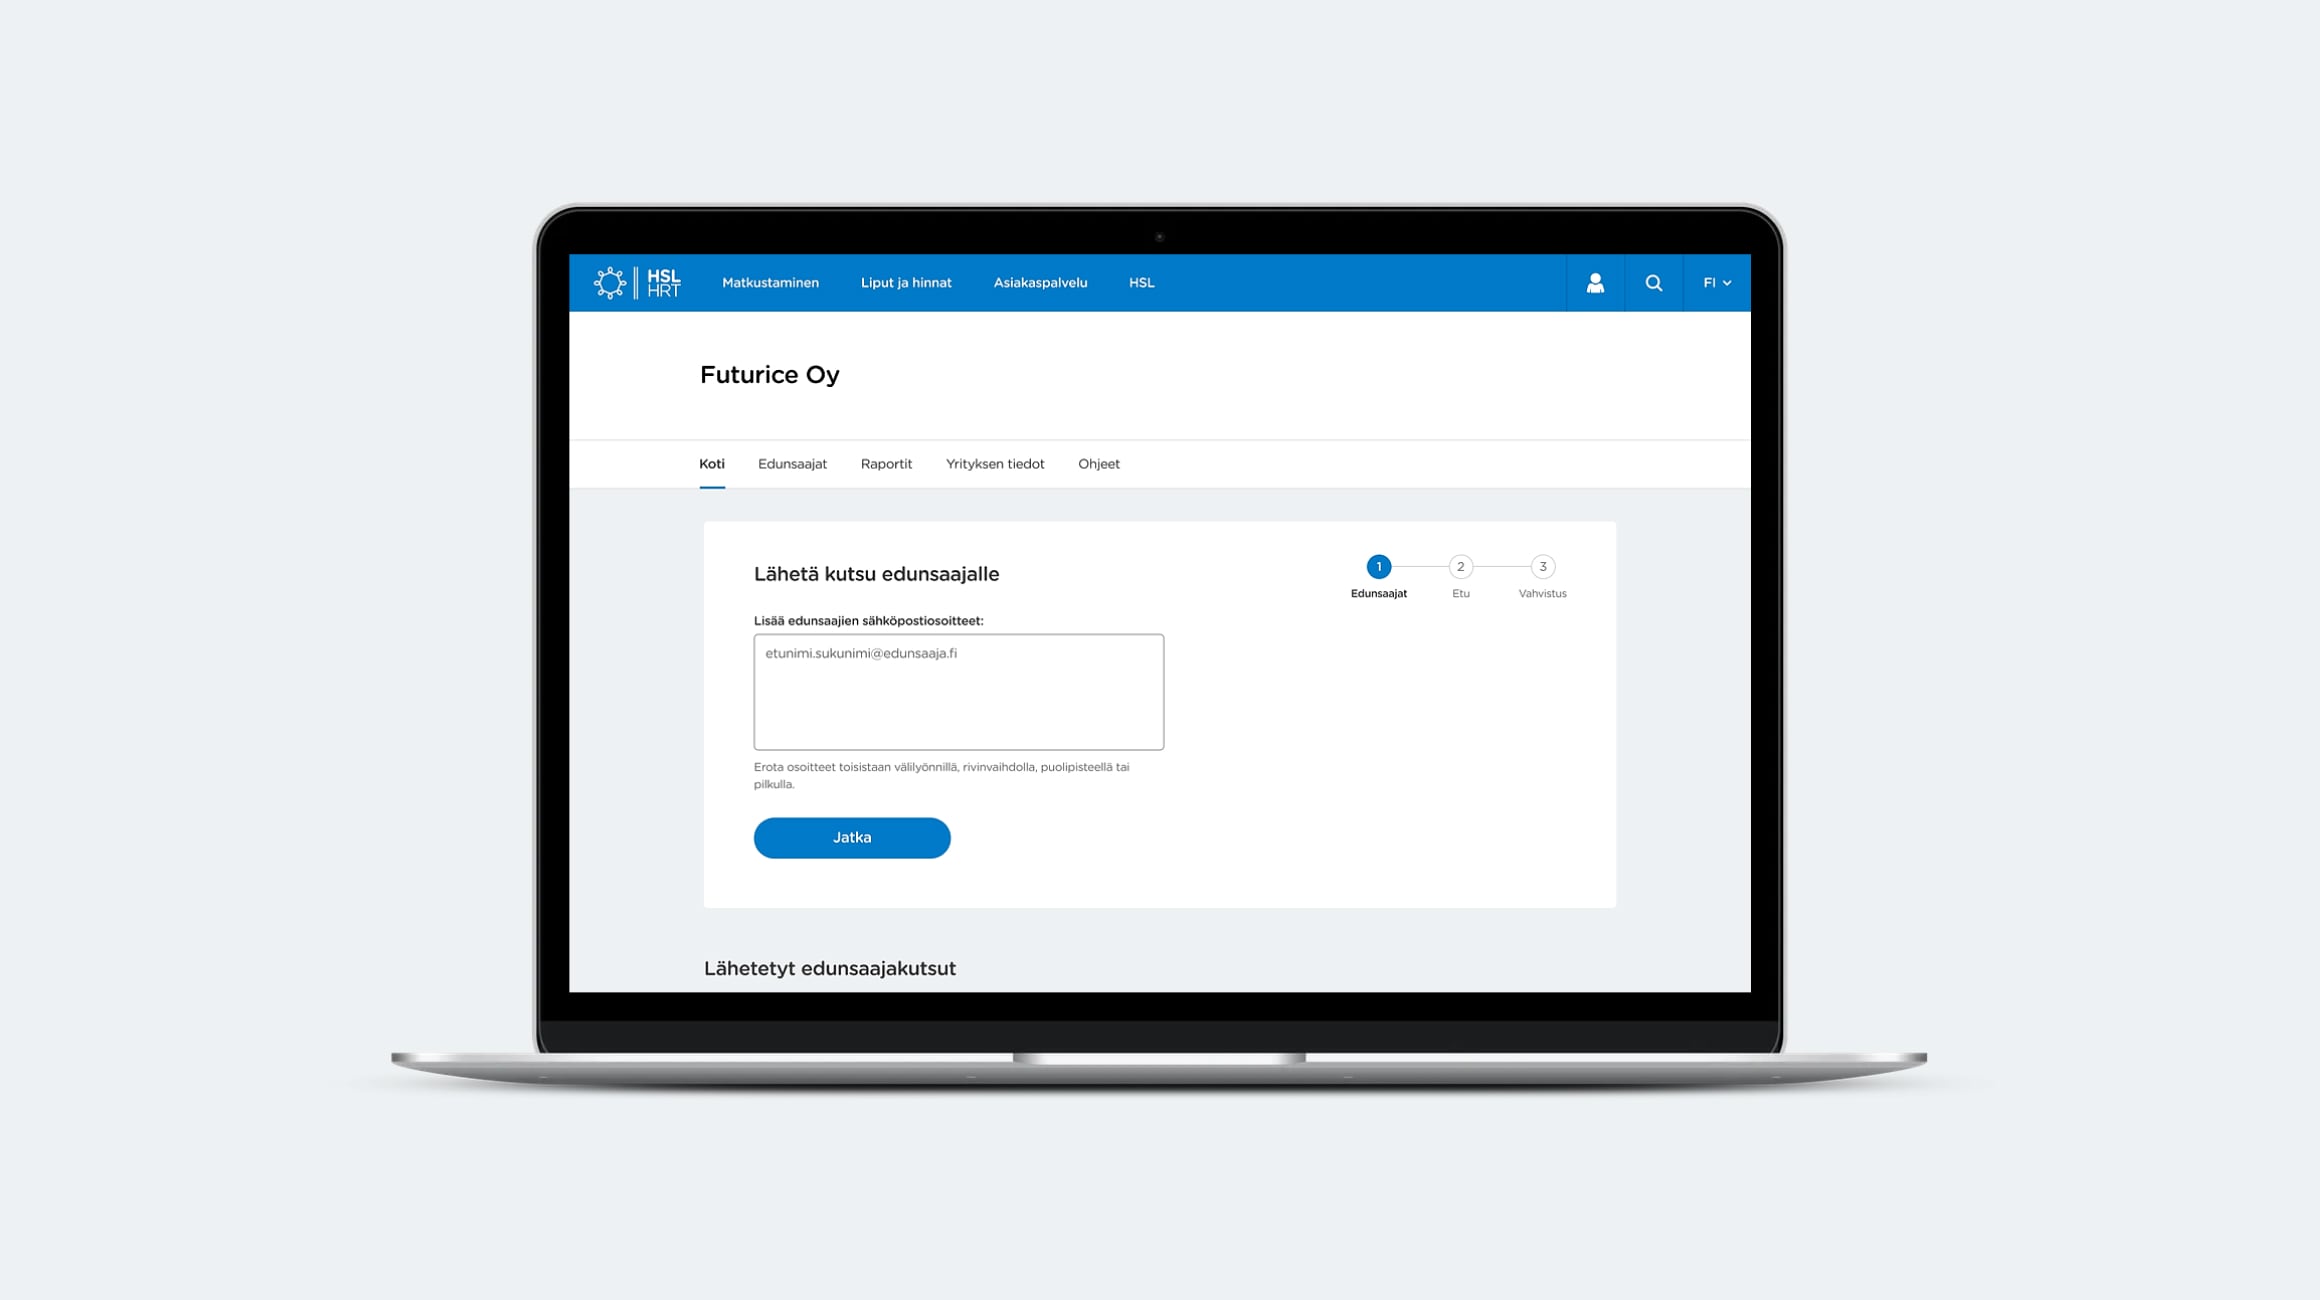 HSL
HRT
Matkustaminen
Liput ja hinnat
Asiakaspalvelu
HSL
FI
Futurice Oy
Koti
Edunsaajat
Raportit
Yrityksen tiedot
Ohjeet
Lähetä kutsu edunsaajalle
1
2
3
Edunsaajat
Etu
Vahvistus
Lisää edunsaajien sähköpostiosoitteet:
etunimi.sukunimi@edunsaaja.fi
Erota osoitteet toisistaan välilyönnillä, rivinvaihdolla, puolipisteellä tai
pilkulla.
Jatka
Lähetetyt edunsaajakutsut